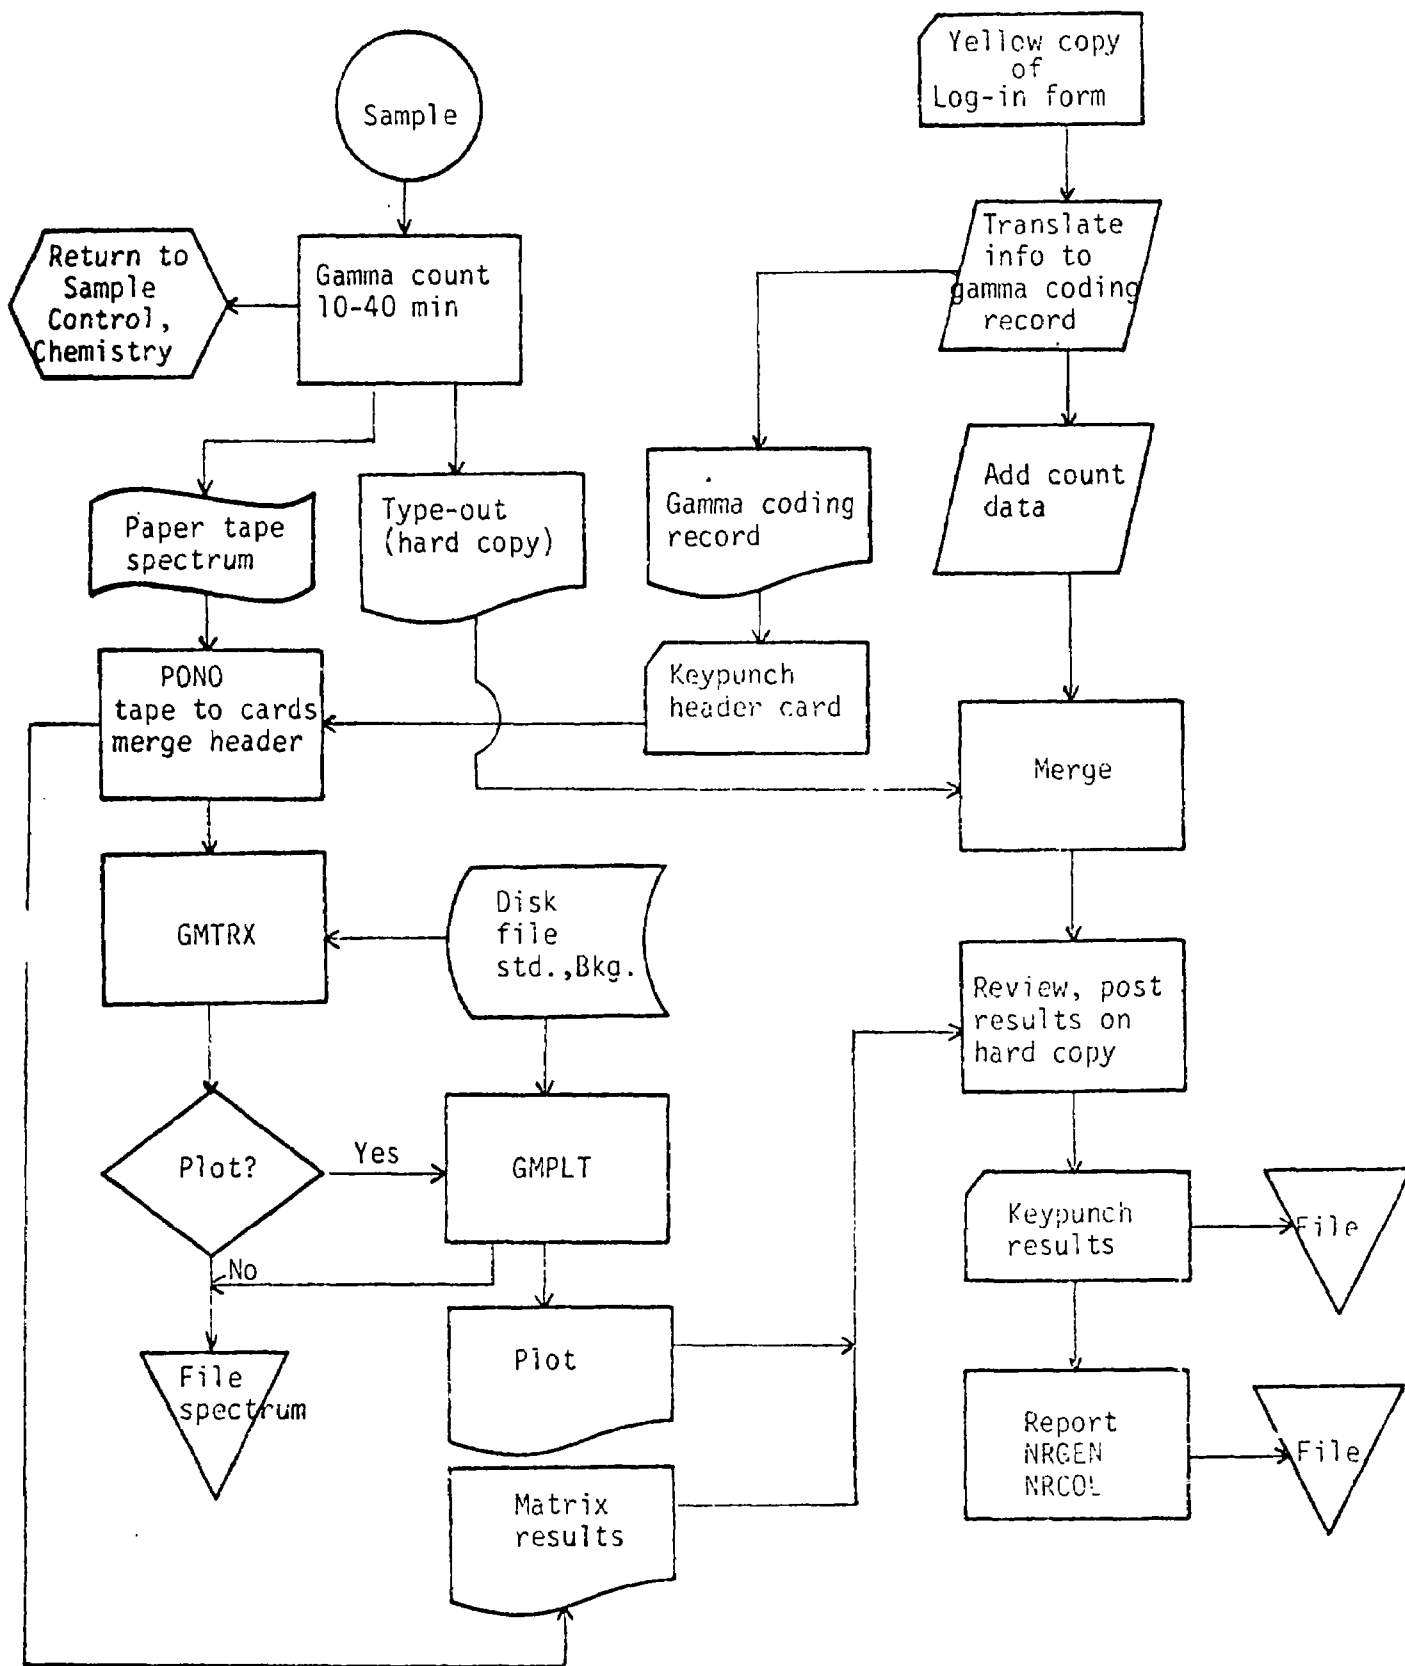 Sample
Yellow copy
of
Log-in form
Return to
Sample
Control,
Chemistry
Gamma count
10-40 min
Translate
info to
gamma coding
record
Paper tape
spectrum
Type-out
(hard copy)
Gamma coding
record
Add count
data
PONO
tape to cards
merge header
Keypunch
header card
Merge
GMTRX
Disk
file
std.,Bkg.
Review, post
results on
hard copy
Plot?
Yes
GMPLT
No
Keypunch
results
File
File
spectrum
Plot
Report
NRGEN
NRCOL
File
Matrix
results